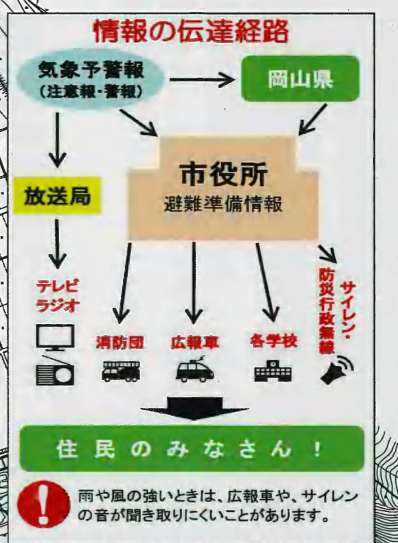 情報の伝達経路
気象予警報
(注意報・警報)
岡山県
放送局
市役所
避難準備情報
テレビ
ラジオ
消防団
広報車
各学校
サイレン・
防災行政無線
住民のみなさん！
雨や風の強いときは、広報車や、サイレン
の音が聞き取りにくいことがあります。